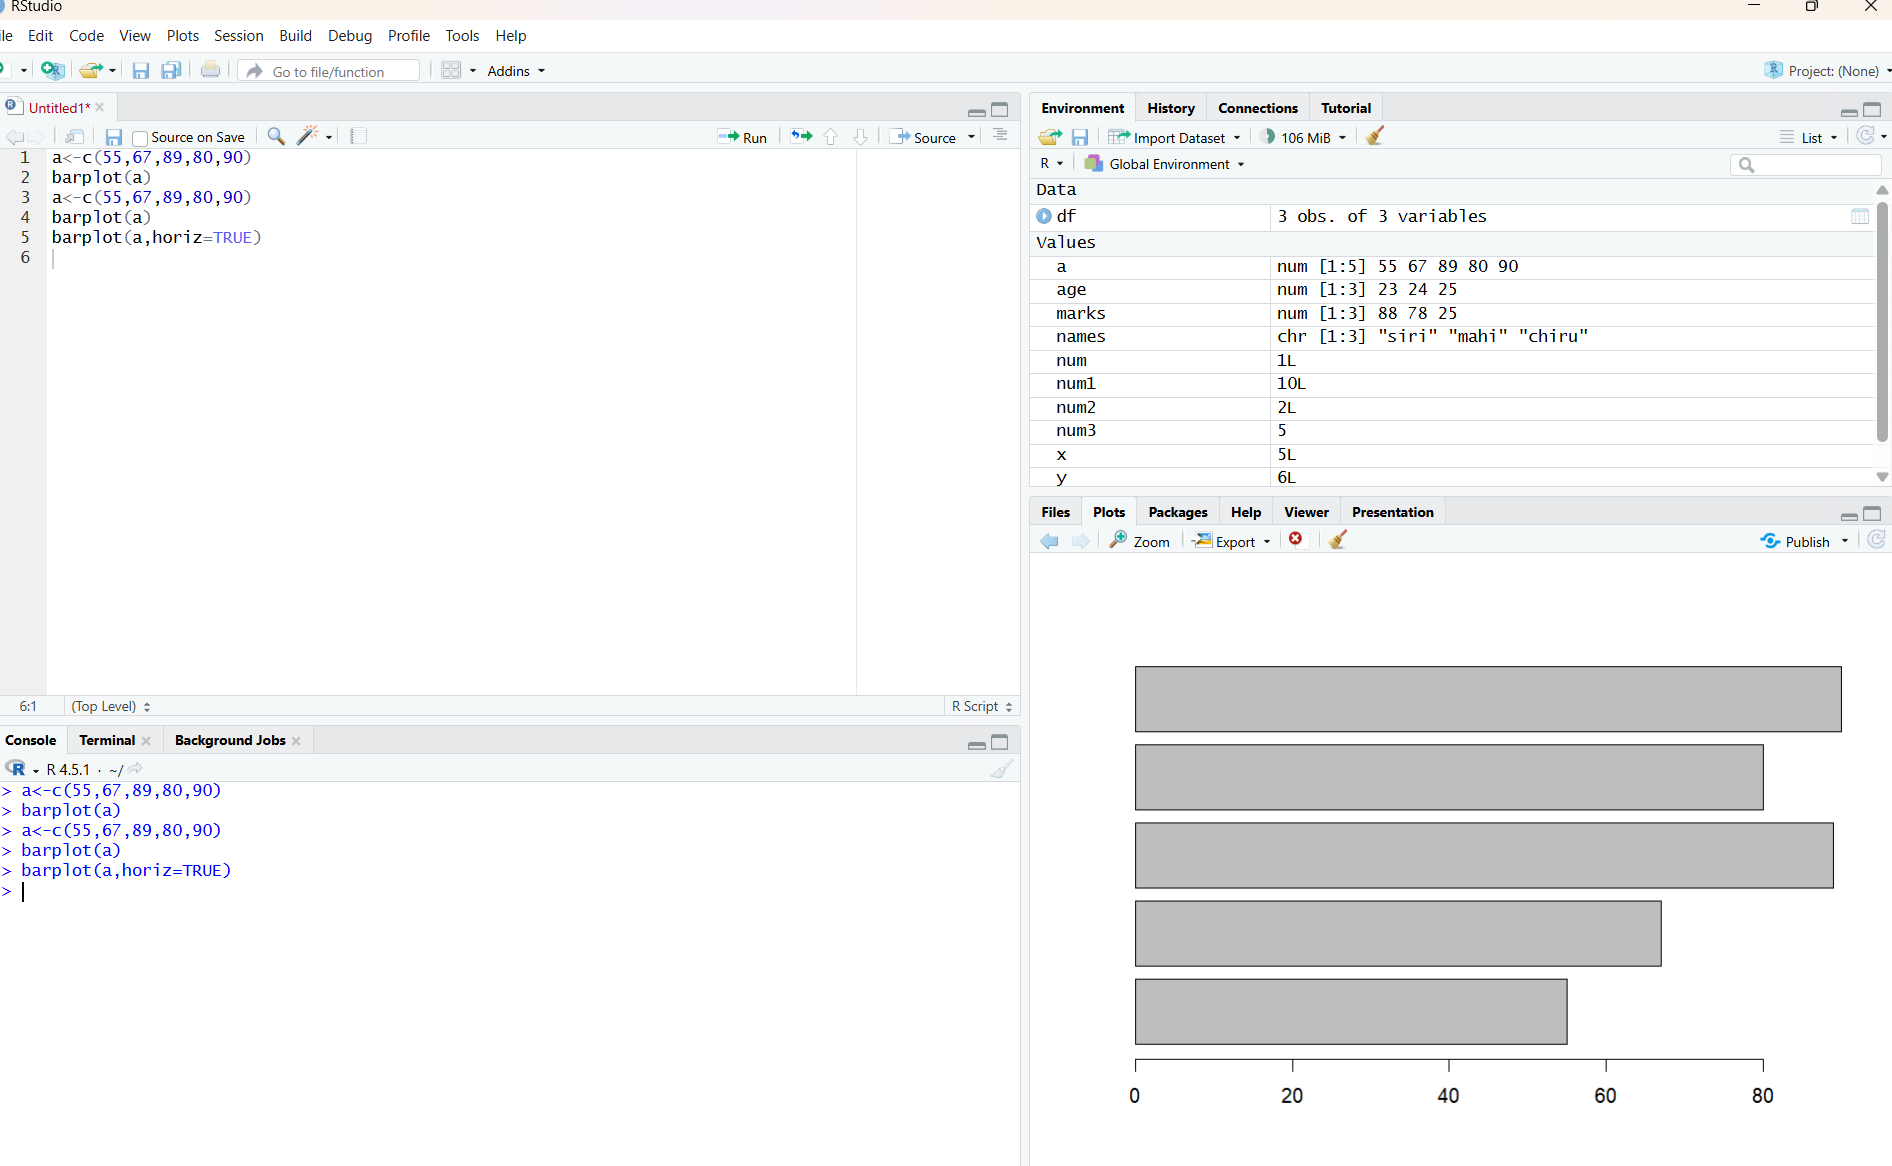 RStudio
ile Edit Code View Plots Session Build Debug Profile Tools Help
Go to file/function Addins Project: (None)
Untitled1*
Source on Save Run Source
1 a<-c(55,67,89,80,90)
2 barplot(a)
3 a<-c(55,67,89,80,90)
4 barplot(a)
5 barplot(a,horiz=TRUE)
6
6:1 (Top Level) R Script
Console Terminal Background Jobs
R 4.5.1 · ~/
> a<-c(55,67,89,80,90)
> barplot(a)
> a<-c(55,67,89,80,90)
> barplot(a)
> barplot(a,horiz=TRUE)
>
Environment History Connections Tutorial
Import Dataset 106 MiB List
R Global Environment
Data
df 3 obs. of 3 variables
Values
a num [1:5] 55 67 89 80 90
age num [1:3] 23 24 25
marks num [1:3] 88 78 25
names chr [1:3] "siri" "mahi" "chiru"
num 1L
num1 10L
num2 2L
num3 5
x 5L
y 6L
Files Plots Packages Help Viewer Presentation
Zoom Export Publish
0 20 40 60 80